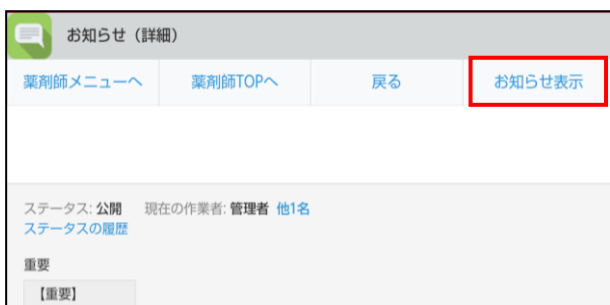 お知らせ（詳細）
薬剤師メニューへ 薬剤師TOPへ 戻る お知らせ表示
ステータス: 公開 現在の作業者: 管理者 他1名
ステータスの履歴
重要
【重要】